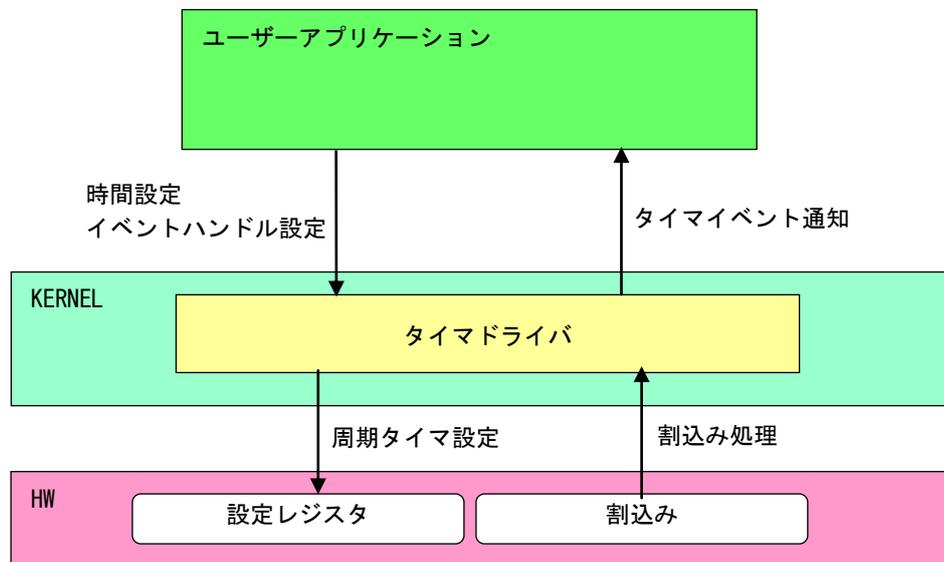 ユーザーアプリケーション
時間設定
イベントハンドル設定
タイマイベント通知
KERNEL
タイマドライバ
周期タイマ設定
割込み処理
HW
設定レジスタ
割込み